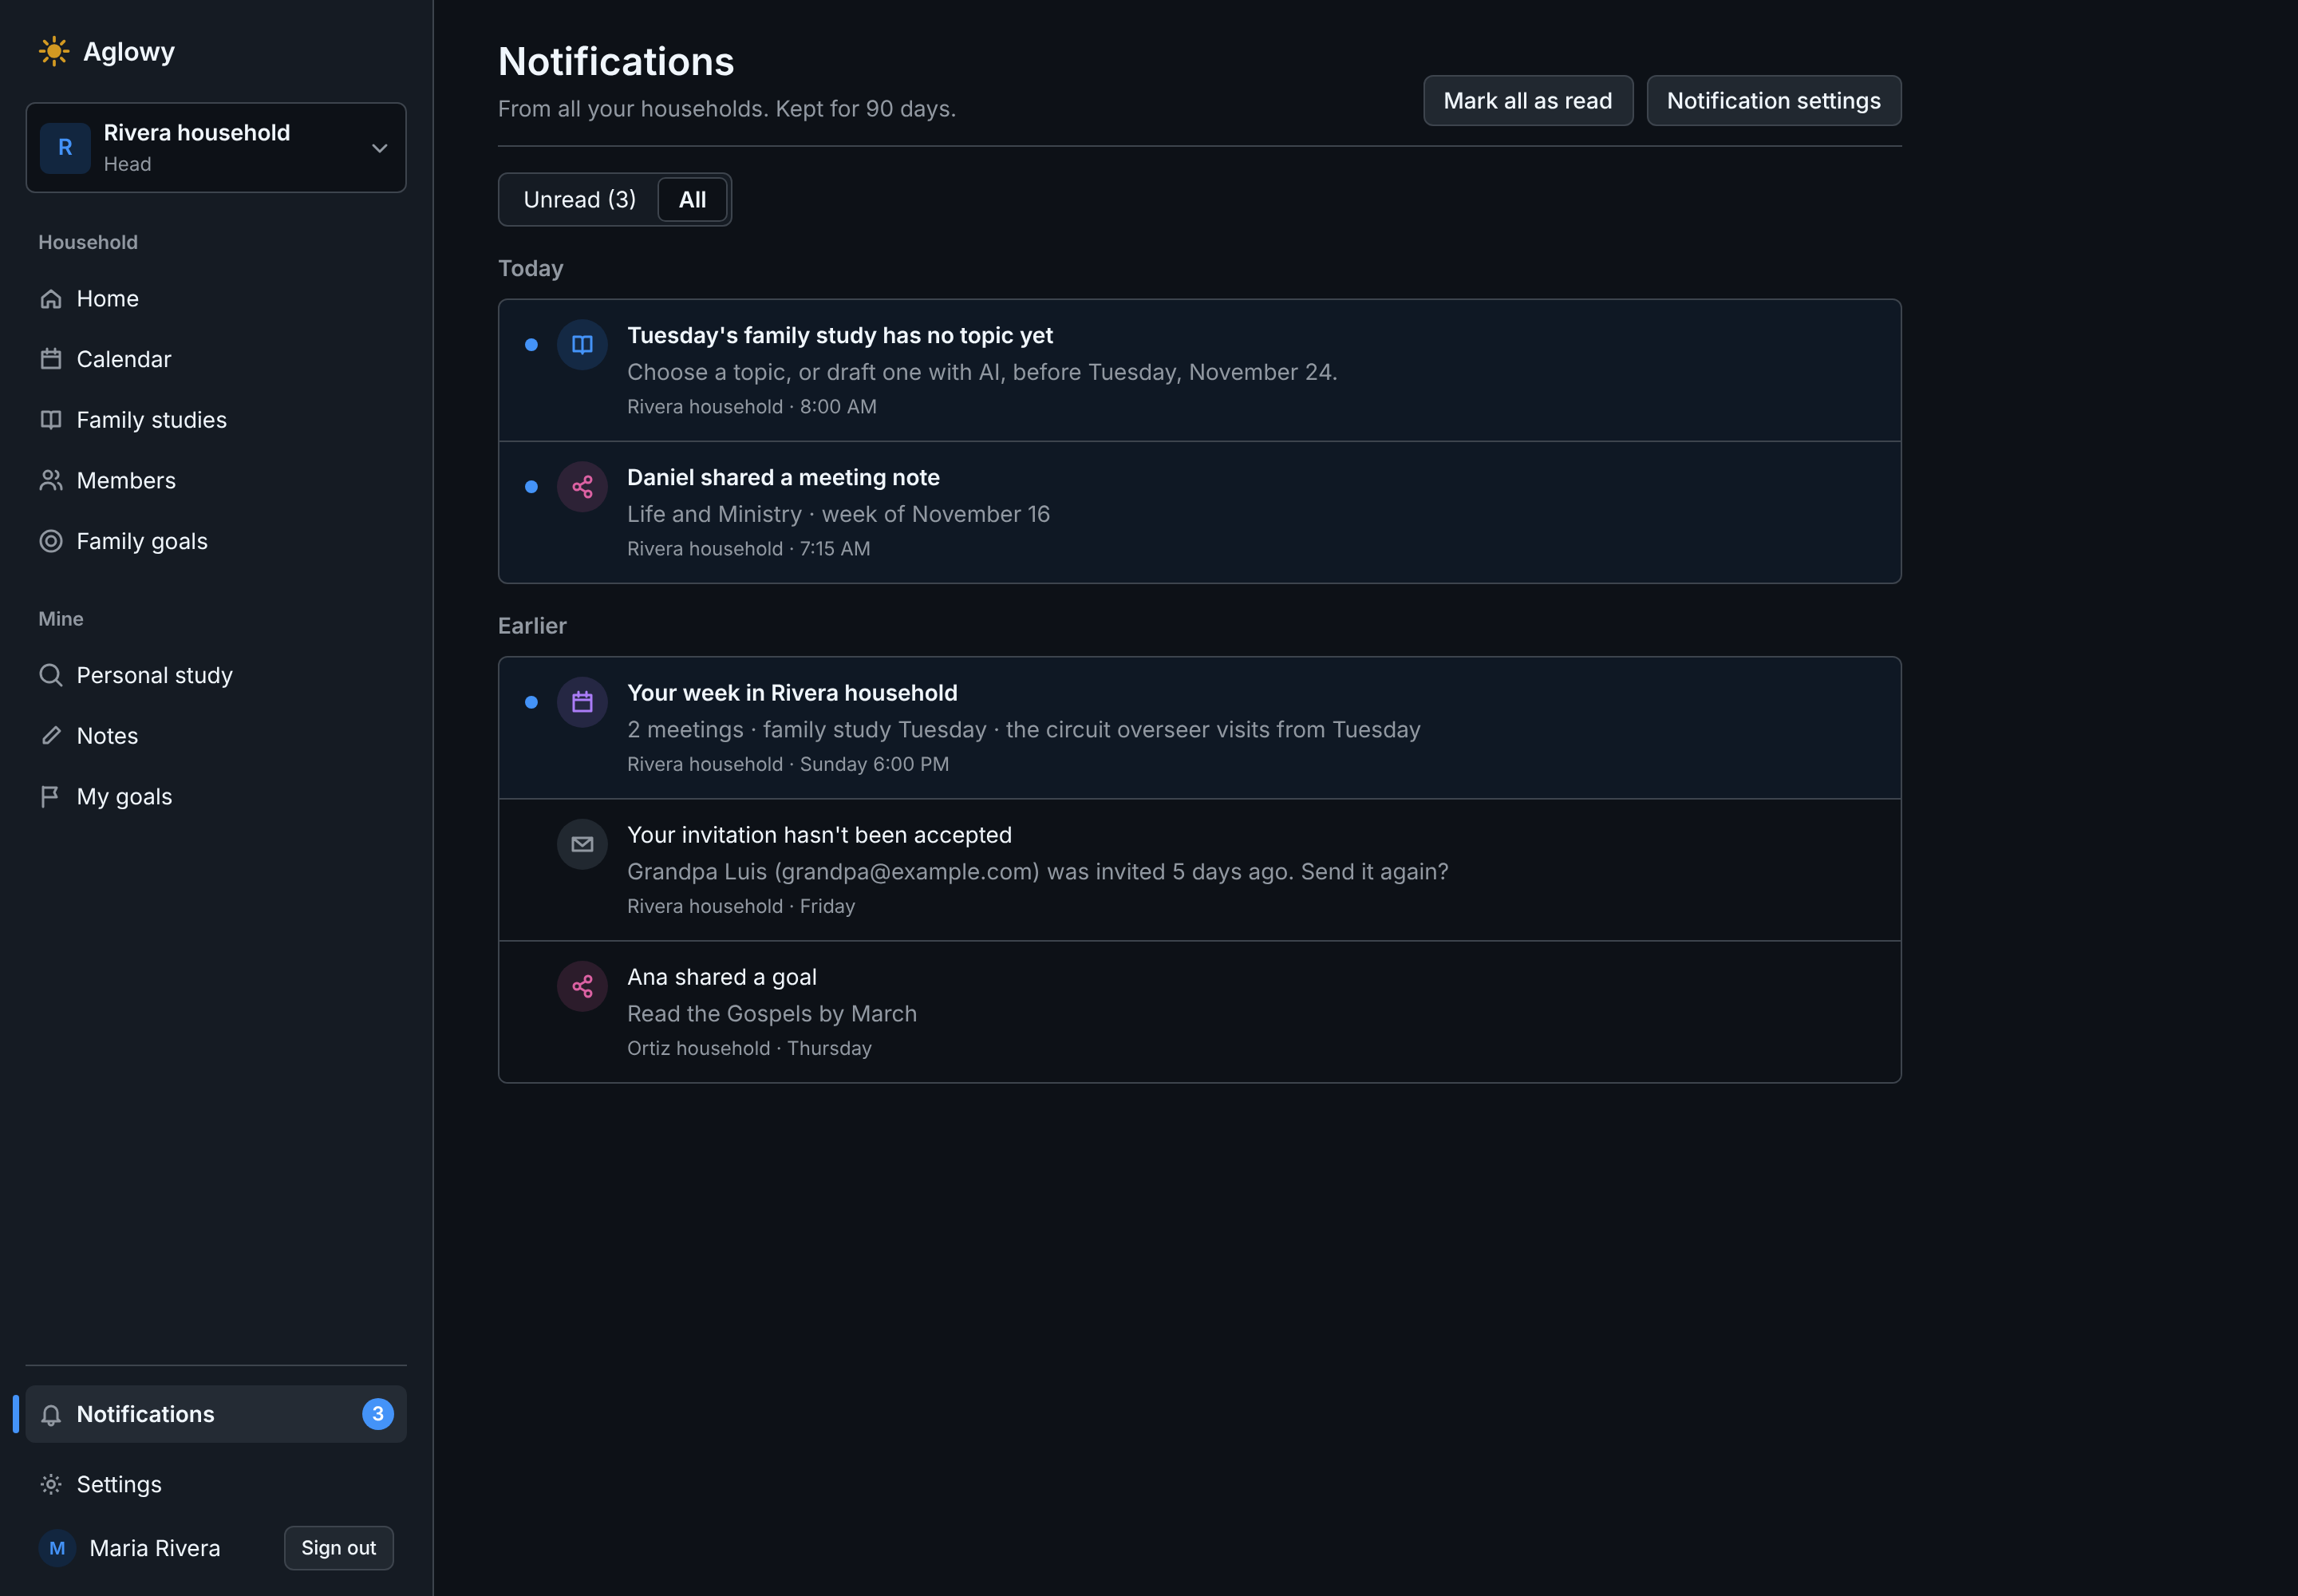 Aglowy
R
Rivera household
Head
Household
Home
Calendar
Family studies
Members
Family goals
Mine
Personal study
Notes
My goals
Notifications
3
Settings
M
Maria Rivera
Sign out
Notifications
From all your households. Kept for 90 days.
Mark all as read
Notification settings
Unread (3)
All
Today
Tuesday's family study has no topic yet
Choose a topic, or draft one with AI, before Tuesday, November 24.
Rivera household · 8:00 AM
Daniel shared a meeting note
Life and Ministry · week of November 16
Rivera household · 7:15 AM
Earlier
Your week in Rivera household
2 meetings · family study Tuesday · the circuit overseer visits from Tuesday
Rivera household · Sunday 6:00 PM
Your invitation hasn't been accepted
Grandpa Luis (grandpa@example.com) was invited 5 days ago. Send it again?
Rivera household · Friday
Ana shared a goal
Read the Gospels by March
Ortiz household · Thursday